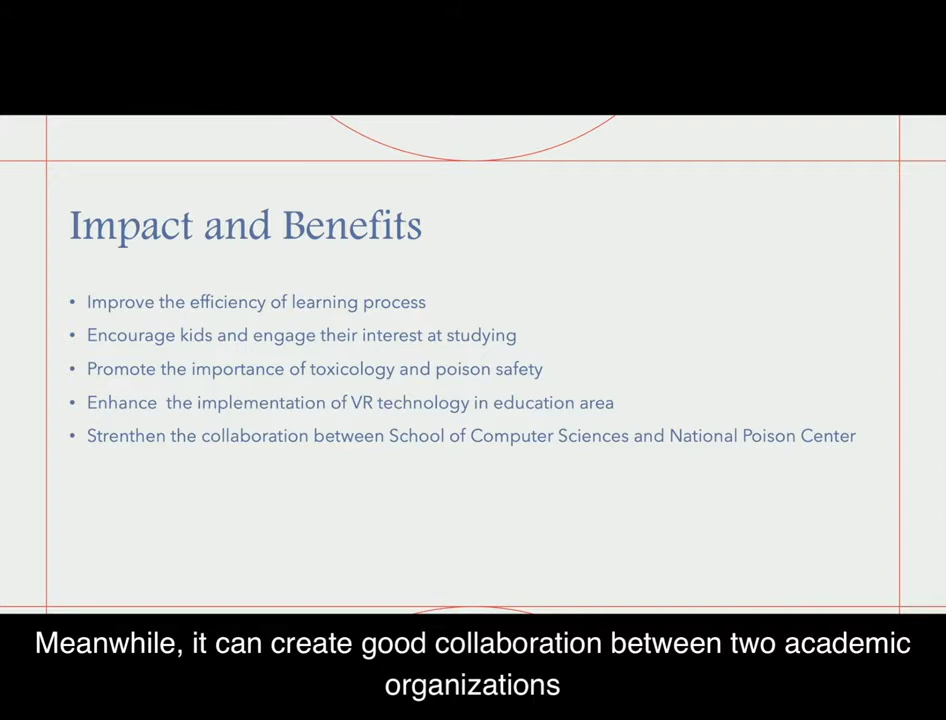 Impact and Benefits
• Improve the efficiency of learning process
• Encourage kids and engage their interest at studying
• Promote the importance of toxicology and poison safety
• Enhance  the implementation of VR technology in education area
• Strenthen the collaboration between School of Computer Sciences and National Poison Center
Meanwhile, it can create good collaboration between two academic
organizations